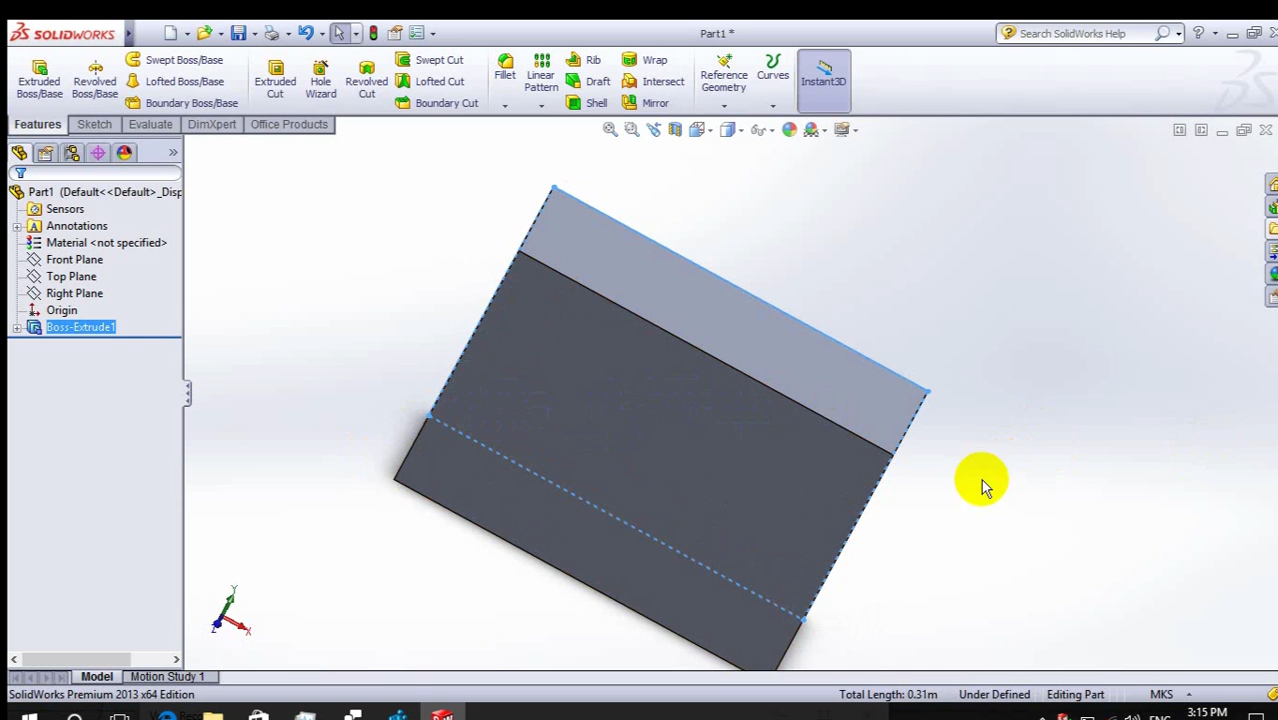 SOLIDWORKS
Part1 *
Search SolidWorks Help
Extruded Boss/Base
Revolved Boss/Base
Swept Boss/Base
Lofted Boss/Base
Boundary Boss/Base
Extruded Cut
Hole Wizard
Revolved Cut
Swept Cut
Lofted Cut
Boundary Cut
Fillet
Linear Pattern
Rib
Draft
Shell
Wrap
Intersect
Mirror
Reference Geometry
Curves
Instant3D
Features Sketch Evaluate DimXpert Office Products
Part1 (Default<<Default>_Disp
Sensors
Annotations
Material <not specified>
Front Plane
Top Plane
Right Plane
Origin
Boss-Extrude1
Y
X
Z
Model Motion Study 1
SolidWorks Premium 2013 x64 Edition Total Length: 0.31m Under Defined Editing Part MKS
ENG 3:15 PM